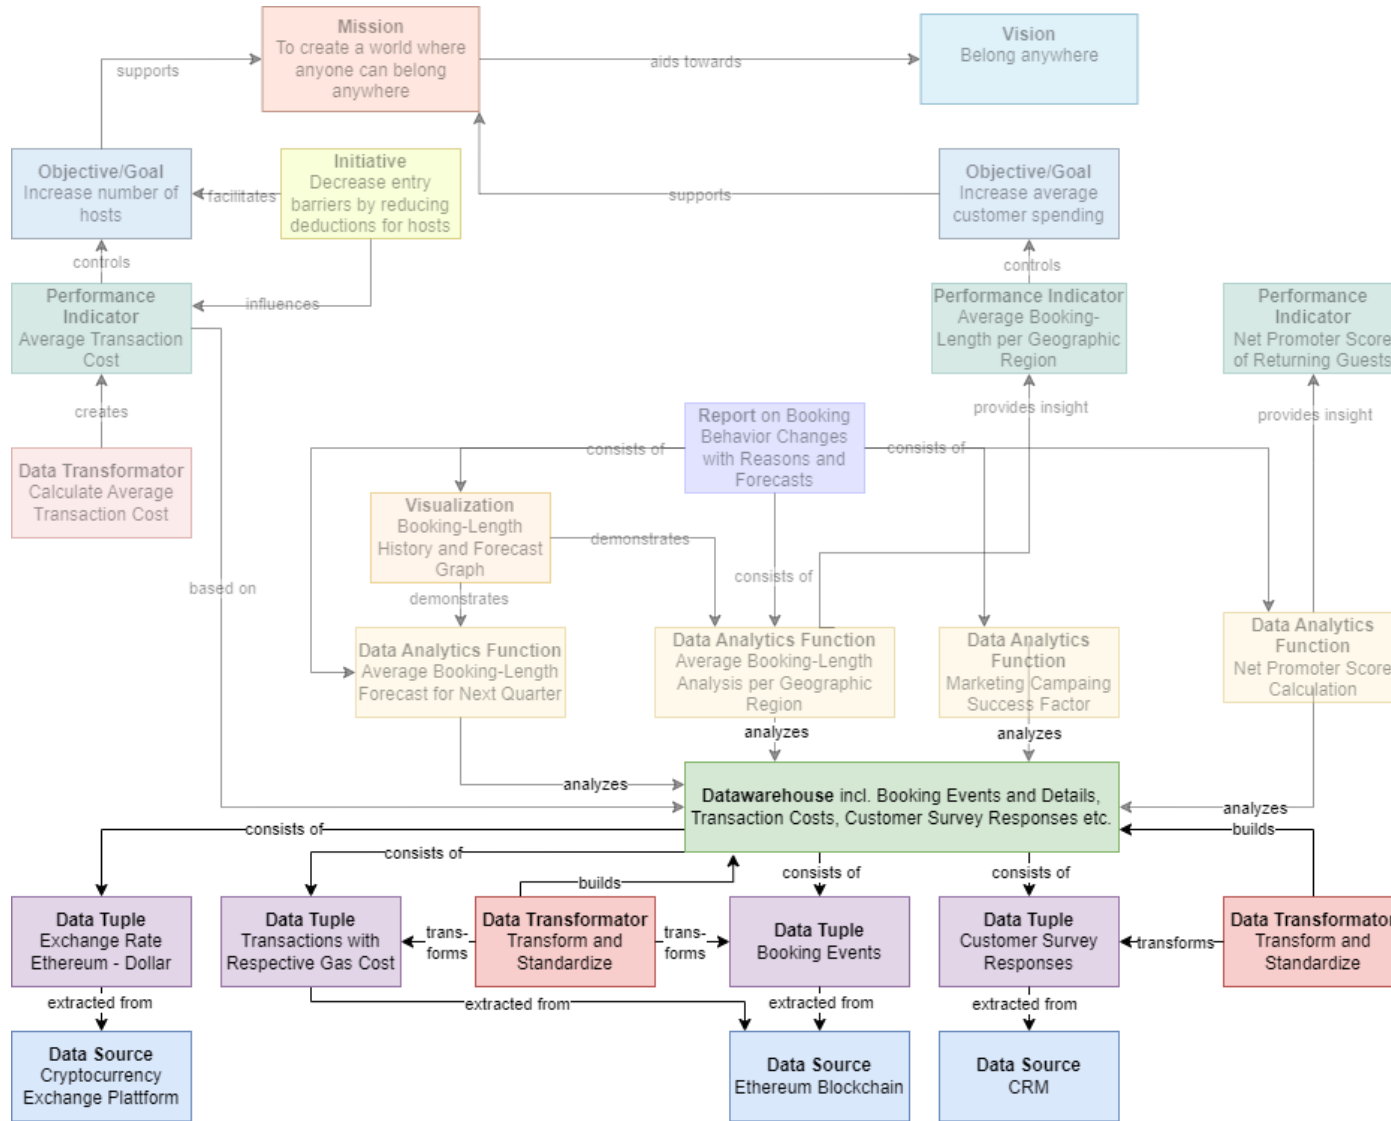 Mission
To create a world where
anyone can belong
anywhere
Vision
Belong anywhere
supports
aids towards
Objective/Goal
Increase number of
hosts
Initiative
Decrease entry
barriers by reducing
deductions for hosts
facilitates
supports
Objective/Goal
Increase average
customer spending
controls
controls
influences
Performance
Indicator
Average Transaction
Cost
Performance Indicator
Average Booking-
Length per Geographic
Region
Performance
Indicator
Net Promoter Score
of Returning Guests
creates
provides insight
provides insight
Report on Booking
Behavior Changes
with Reasons and
Forecasts
consists of
consists of
Data Transformator
Calculate Average
Transaction Cost
Visualization
Booking-Length
History and Forecast
Graph
demonstrates
consists of
based on
demonstrates
Data Analytics Function
Average Booking-Length
Forecast for Next Quarter
Data Analytics Function
Average Booking-Length
Analysis per Geographic
Region
Data Analytics
Function
Marketing Campaing
Success Factor
Data Analytics
Function
Net Promoter Score
Calculation
analyzes
analyzes
analyzes
analyzes
Datawarehouse incl. Booking Events and Details,
Transaction Costs, Customer Survey Responses etc.
consists of
consists of
builds
consists of
consists of
builds
Data Tuple
Exchange Rate
Ethereum - Dollar
Data Tuple
Transactions with
Respective Gas Cost
trans-
forms
Data Transformator
Transform and
Standardize
trans-
forms
Data Tuple
Booking Events
Data Tuple
Customer Survey
Responses
transforms
Data Transformator
Transform and
Standardize
extracted from
extracted from
extracted from
extracted from
Data Source
Cryptocurrency
Exchange Plattform
Data Source
Ethereum Blockchain
Data Source
CRM